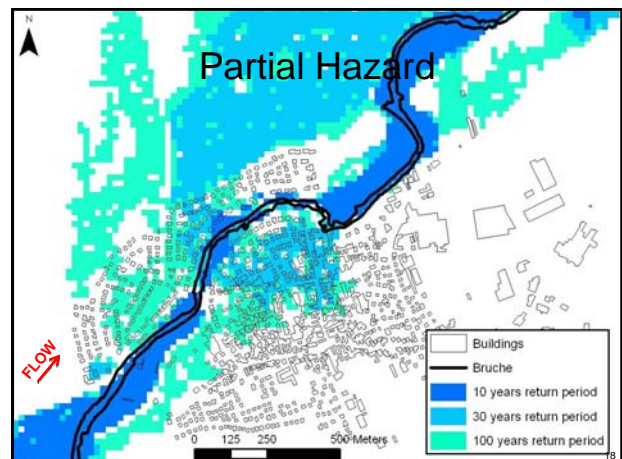 N
Partial Hazard
FLOW
Buildings
Bruche
10 years return period
30 years return period
100 years return period
0 125 250 500 Meters
18